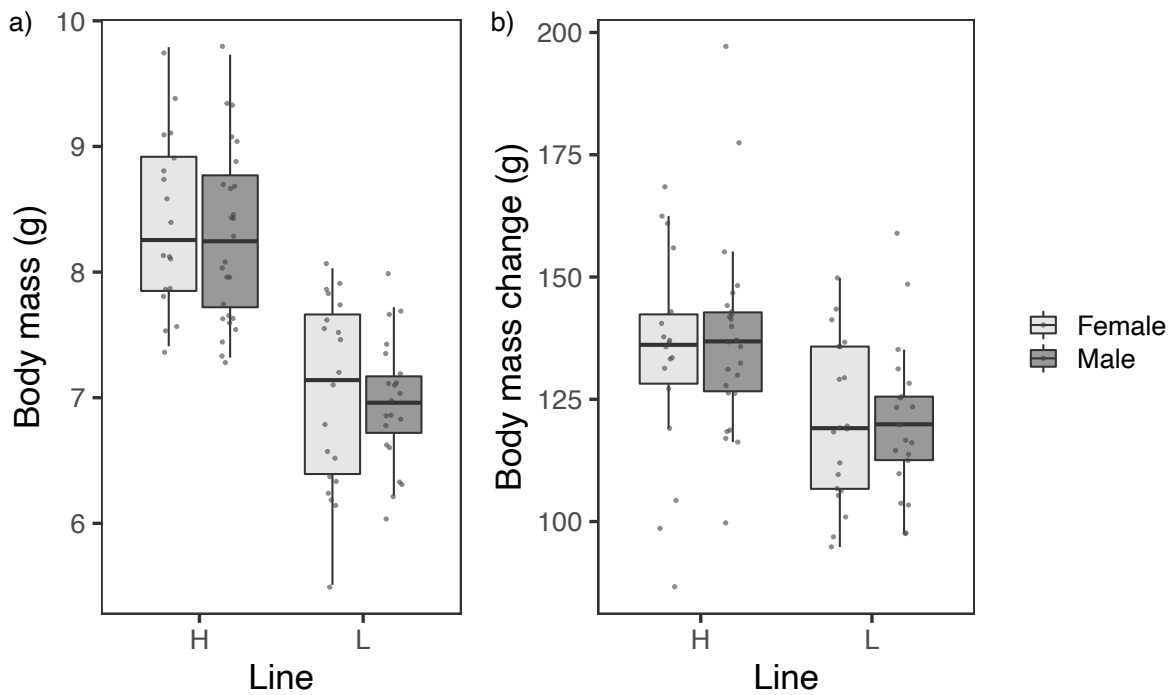 a)
Body mass (g)
10
9
8
7
6
H
L
Line
b)
Body mass change (g)
200
175
150
125
100
H
L
Line
Female
Male